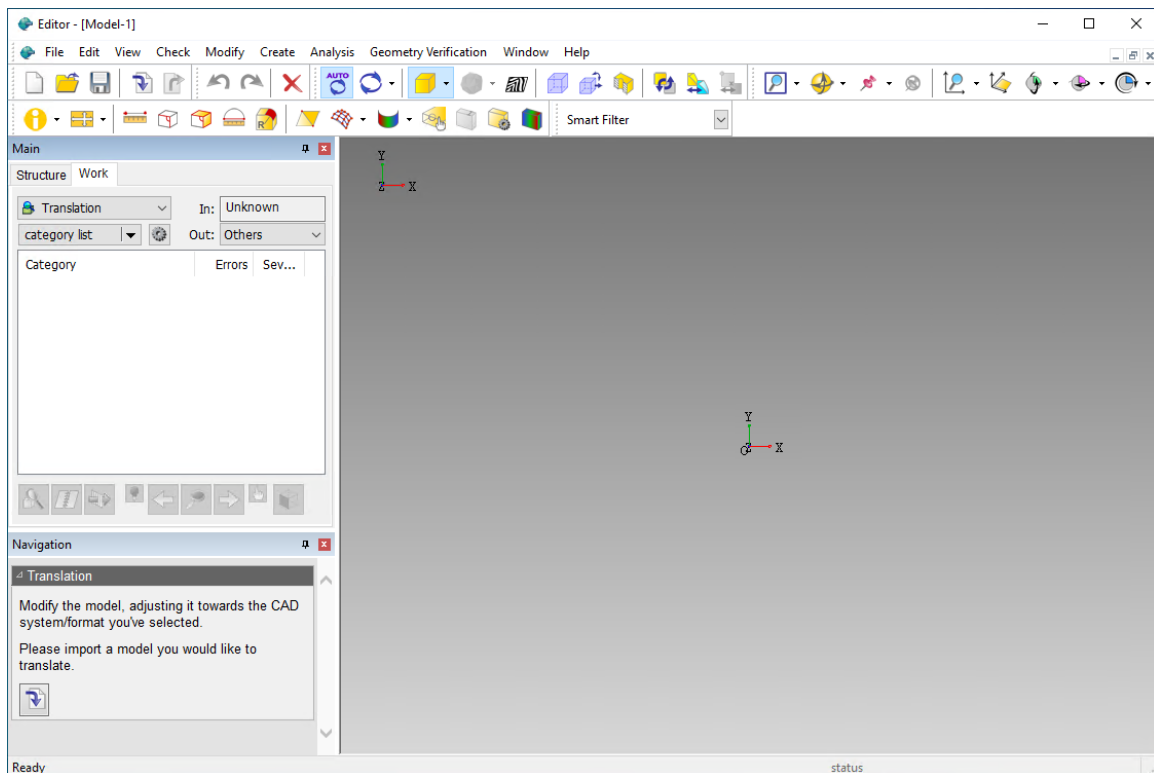 Editor - [Model-1]
File Edit View Check Modify Create Analysis Geometry Verification Window Help
AUTO
R Smart Filter
Main
Structure Work
Translation In: Unknown
category list Out: Others
Category Errors Sev...
Navigation
Translation
Modify the model, adjusting it towards the CAD
system/format you've selected.
Please import a model you would like to
translate.
Y
Z X
Y
Z X
Ready status